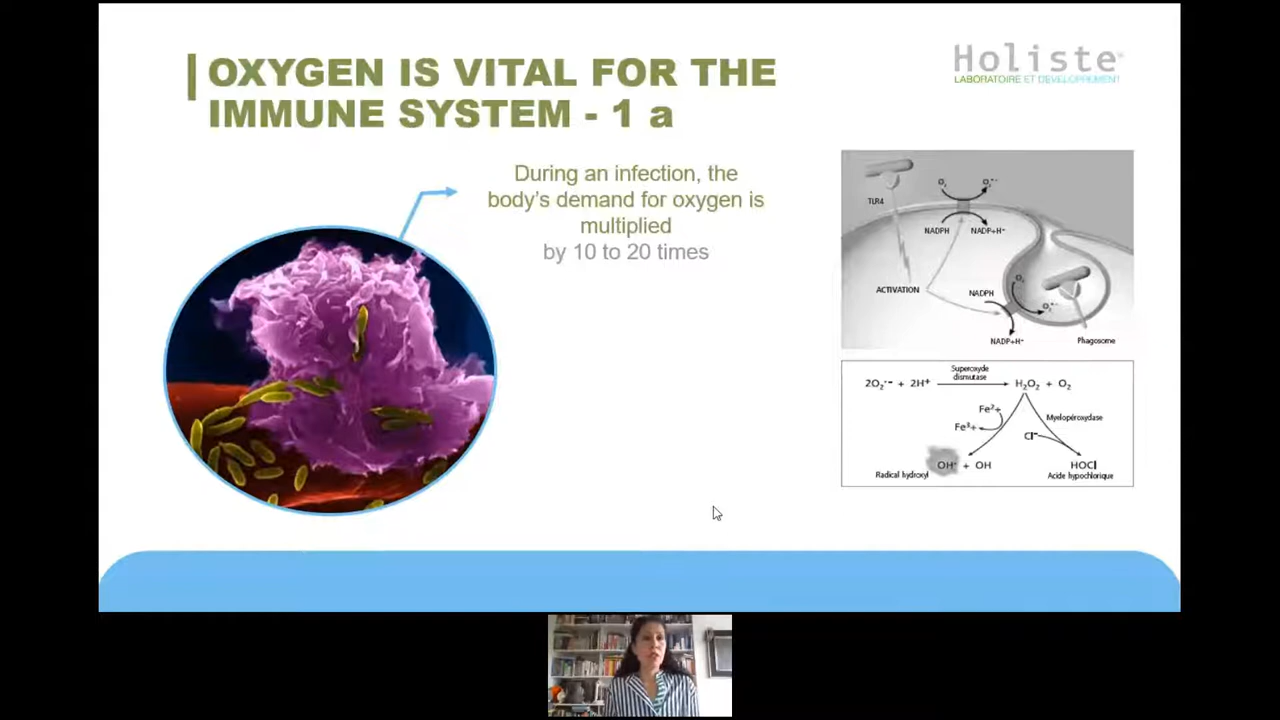 OXYGEN IS VITAL FOR THE
IMMUNE SYSTEM - 1 a
Holiste
LABORATOIRE ET DEVELOPPEMENT
During an infection, the
body's demand for oxygen is
multiplied
by 10 to 20 times
TLR4
O₂
O₂•-
NADPH
NADP+H⁺
ACTIVATION
NADPH
O₂
O₂•-
NADP+H⁺
Phagosome
Superoxyde
dismutase
2O₂•- + 2H⁺
H₂O₂ + O₂
Fe²+
Fe³+
Myelopéroxydase
Cl⁻
OH• + OH
HOCl
Radical hydroxyl
Acide hypochlorique